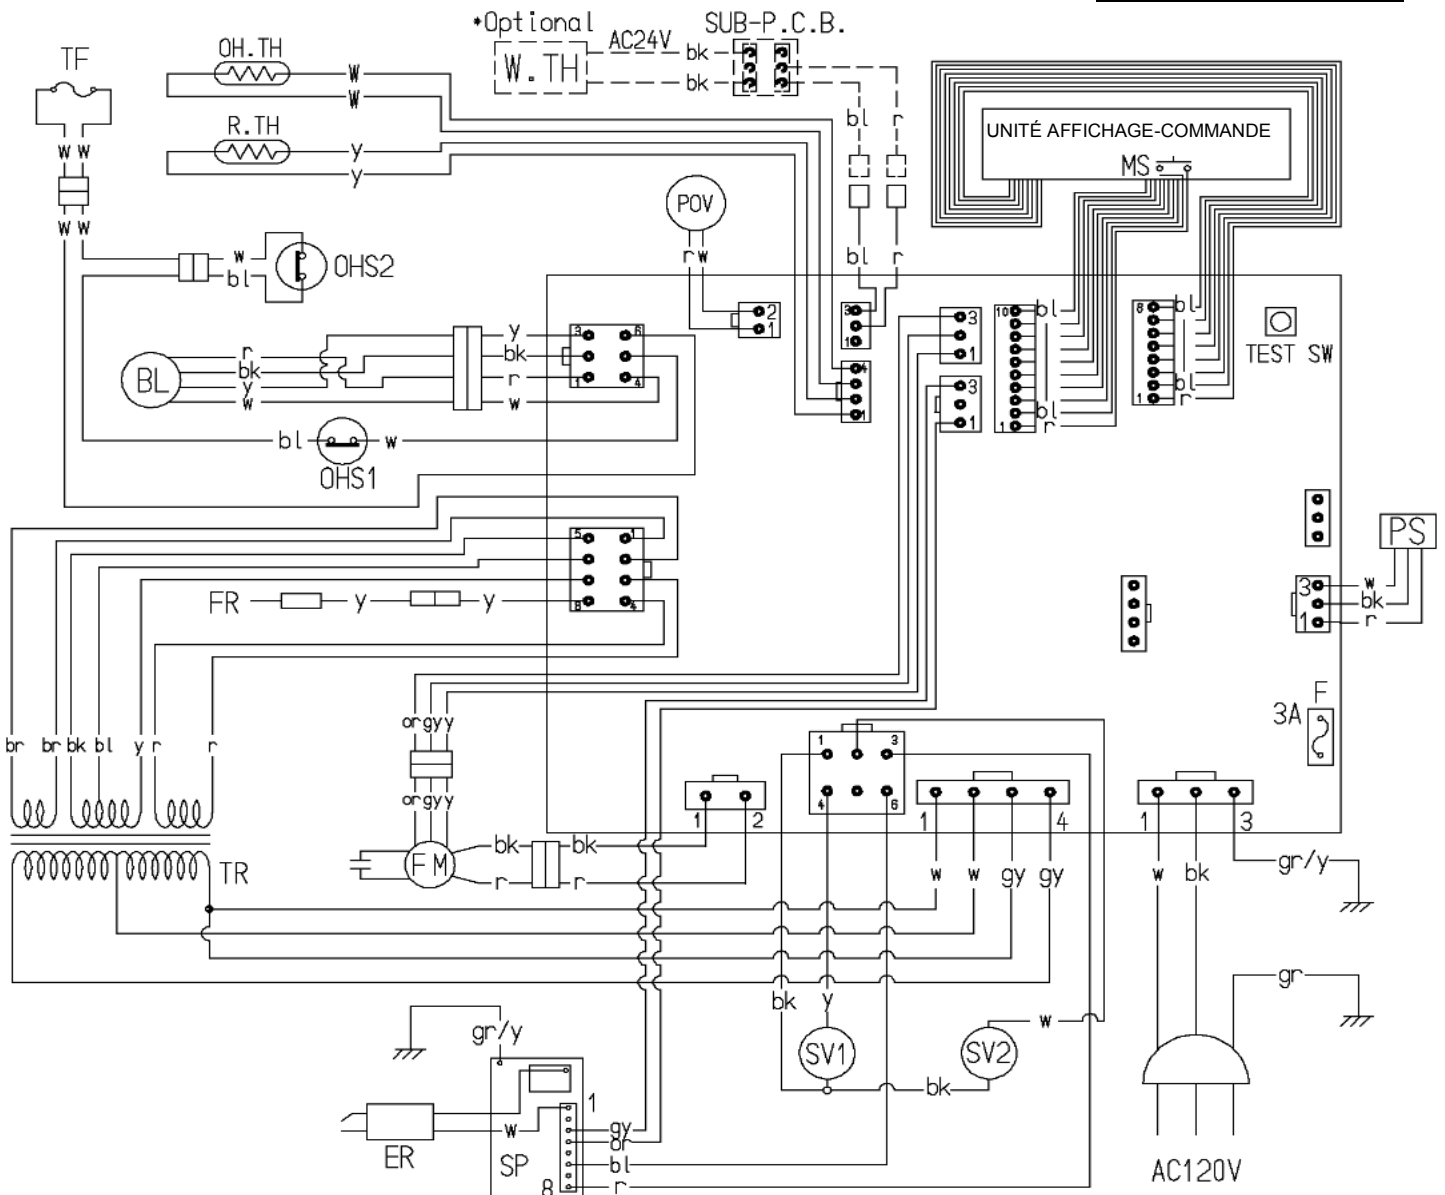 *Optional
SUB-P.C.B.
TF
OH.TH
W
W
W.TH
AC24V
bk
bk
bl
r
UNITÉ AFFICHAGE-COMMANDE
MS
R.TH
y
y
W W
W W
POV
r w
bl
r
w
bl
OHS2
3
6
1
4
y
bk
r
w
BL
r
bk
y
w
2
1
3
1
4
1
3
1
3
1
10
1
bl
bl
r
8
1
bl
bl
r
TEST SW
bl
w
OHS1
5
1
8
4
FR
y
y
PS
3
1
w
bk
r
F
3A
br
br
bk
bl
y
r
r
or
gy
y
or
gy
y
TR
FM
bk
bk
r
r
1
2
1
3
4
6
1
4
1
3
w
w
gy
gy
w
bk
gr/y
gr
bk
y
w
SV1
SV2
bk
gr/y
ER
SP
w
1
8
gy
or
bl
r
AC120V